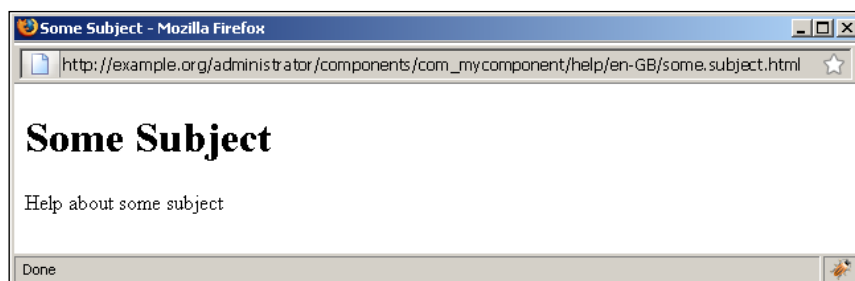 Some Subject - Mozilla Firefox
http://example.org/administrator/components/com_mycomponent/help/en-GB/some.subject.html
Some Subject
Help about some subject
Done